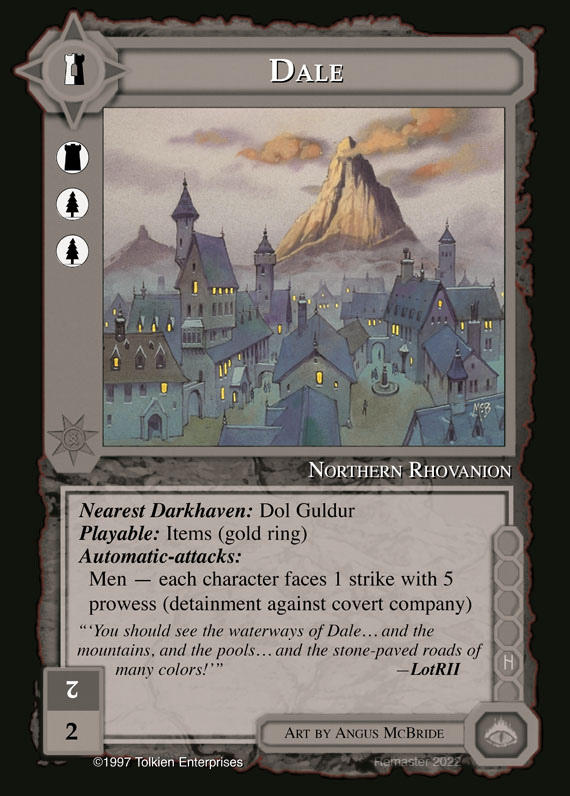 DALE
McB
NORTHERN RHOVANION
Nearest Darkhaven: Dol Guldur
Playable: Items (gold ring)
Automatic-attacks:
Men — each character faces 1 strike with 5
prowess (detainment against covert company)
“‘You should see the waterways of Dale…and the
mountains, and the pools…and the stone-paved roads of
many colors!’” —LotRII
2
2
ART BY ANGUS MCBRIDE
©1997 Tolkien Enterprises Remaster 2022